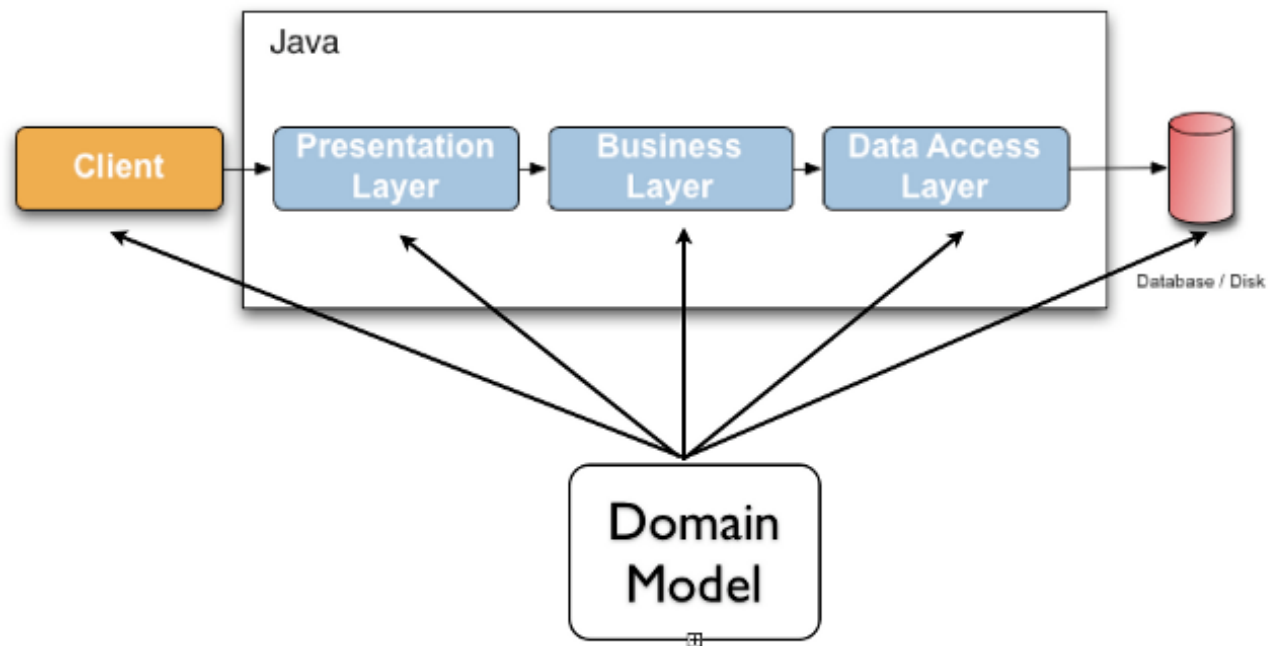 Java
Client
Presentation
Layer
Business
Layer
Data Access
Layer
Database / Disk
Domain
Model